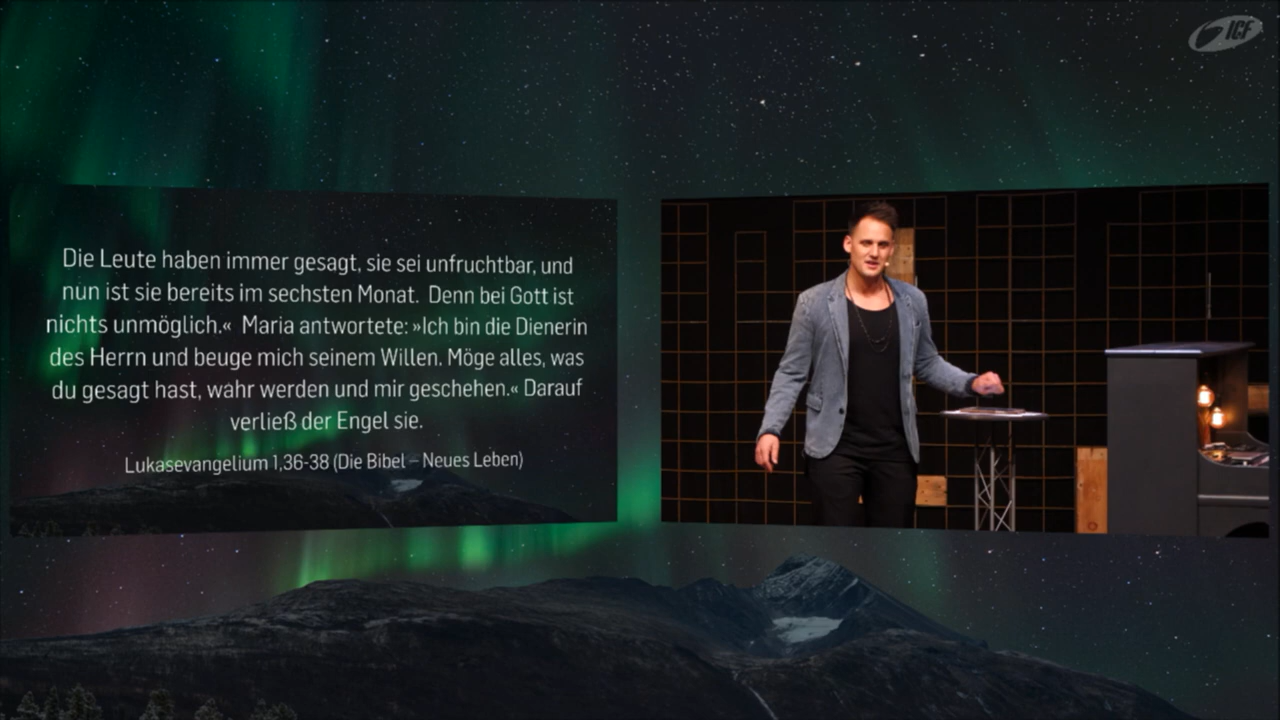 ICF
Die Leute haben immer gesagt, sie sei unfruchtbar, und
nun ist sie bereits im sechsten Monat. Denn bei Gott ist
nichts unmöglich.« Maria antwortete: »Ich bin die Dienerin
des Herrn und beuge mich seinem Willen. Möge alles, was
du gesagt hast, wahr werden und mir geschehen.« Darauf
verließ der Engel sie.
Lukasevangelium 1,36-38 (Die Bibel – Neues Leben)